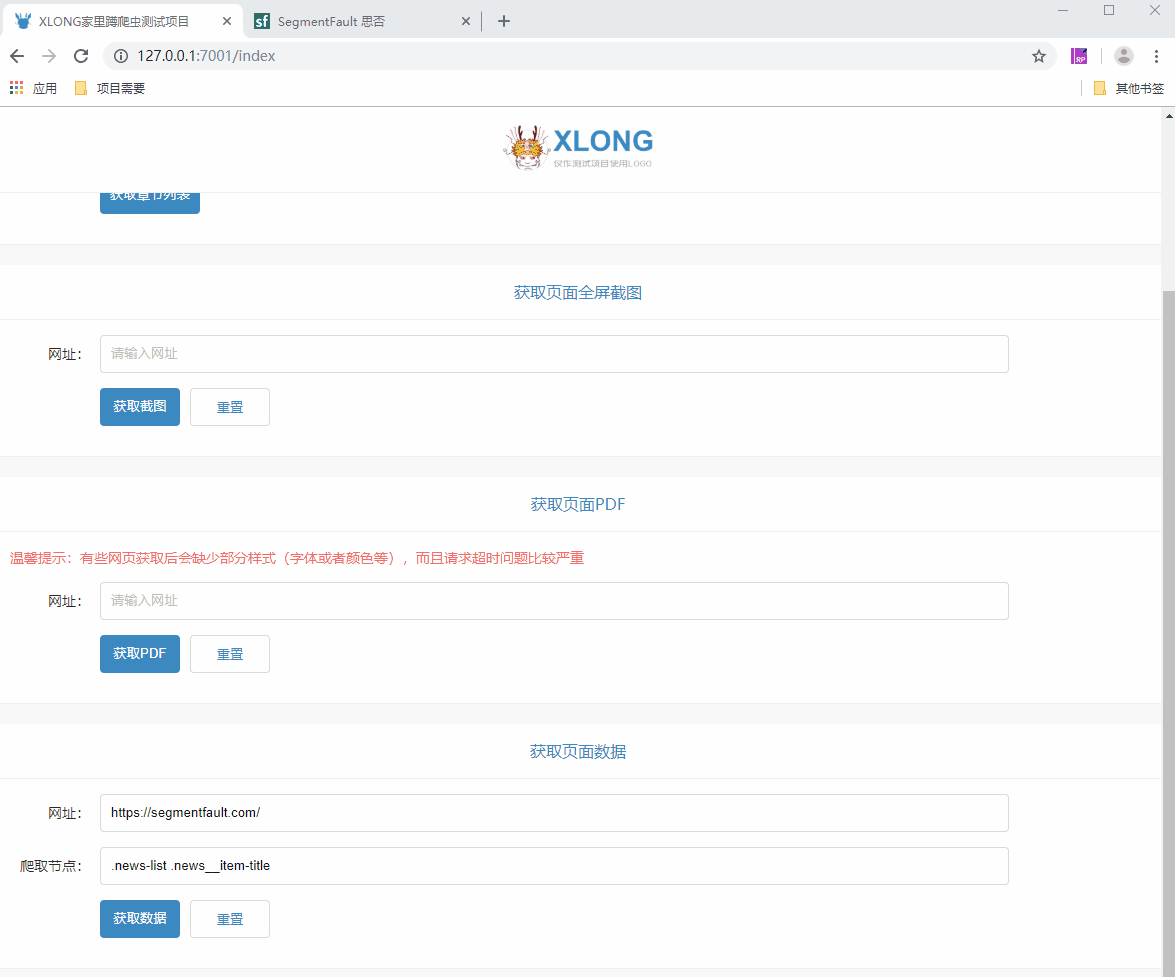 XLONG家里蹲爬虫测试项目
SegmentFault 思否
127.0.0.1:7001/index
应用
项目需要
其他书签
XLONG
仅作测试项目使用LOGO
获取章节列表
获取页面全屏截图
网址：
请输入网址
获取截图
重置
获取页面PDF
温馨提示：有些网页获取后会缺少部分样式（字体或者颜色等），而且请求超时问题比较严重
网址：
请输入网址
获取PDF
重置
获取页面数据
网址：
https://segmentfault.com/
爬取节点：
.news-list .news__item-title
获取数据
重置